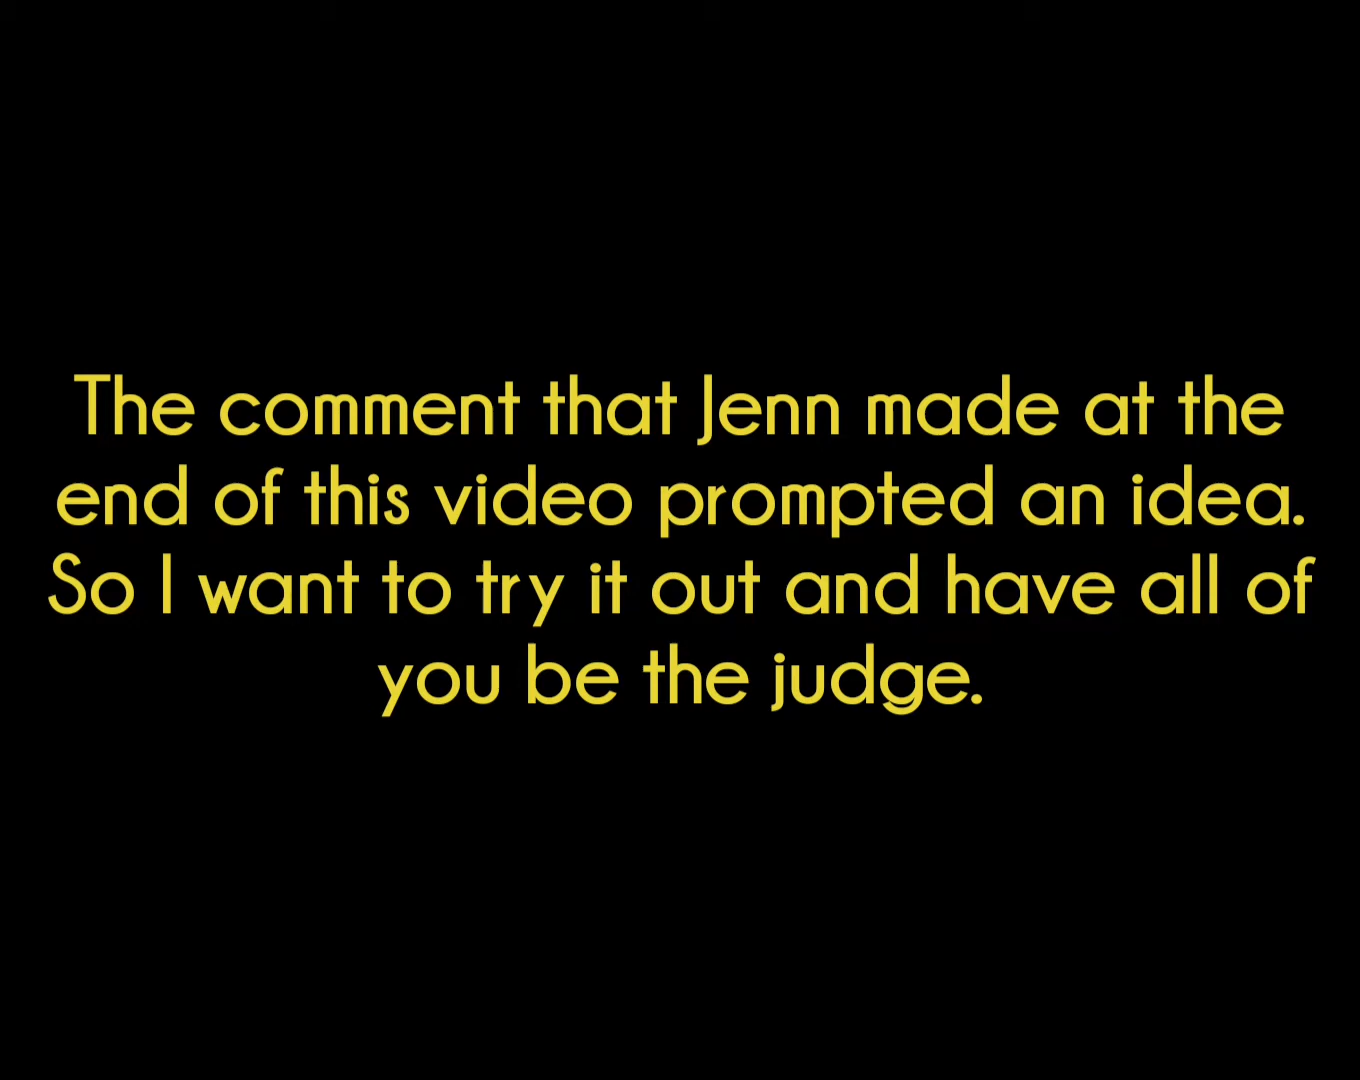 The comment that Jenn made at the
end of this video prompted an idea.
So I want to try it out and have all of
you be the judge.